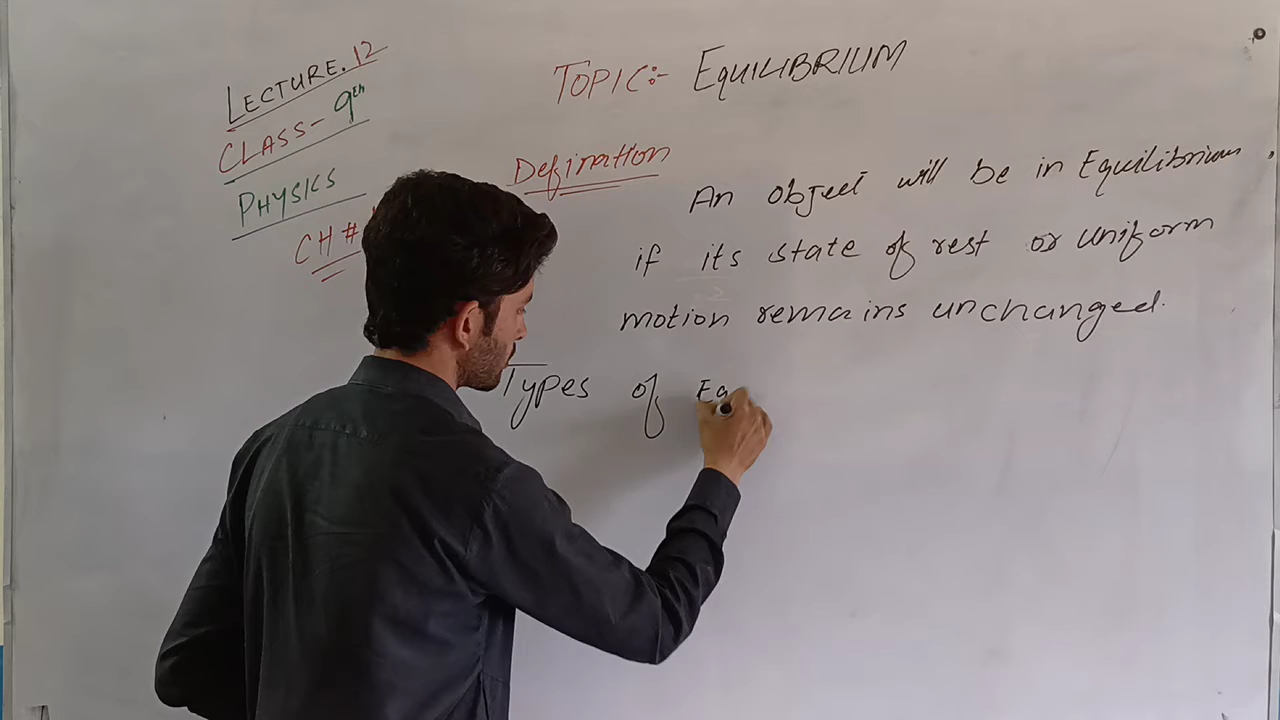 LECTURE. 12
CLASS- 9th
PHYSICS
CH #
TOPIC:- EQUILIBRIUM
Defination
An object will be in Equilibrium,
if its state of rest or uniform
motion remains unchanged.
Types of Eq